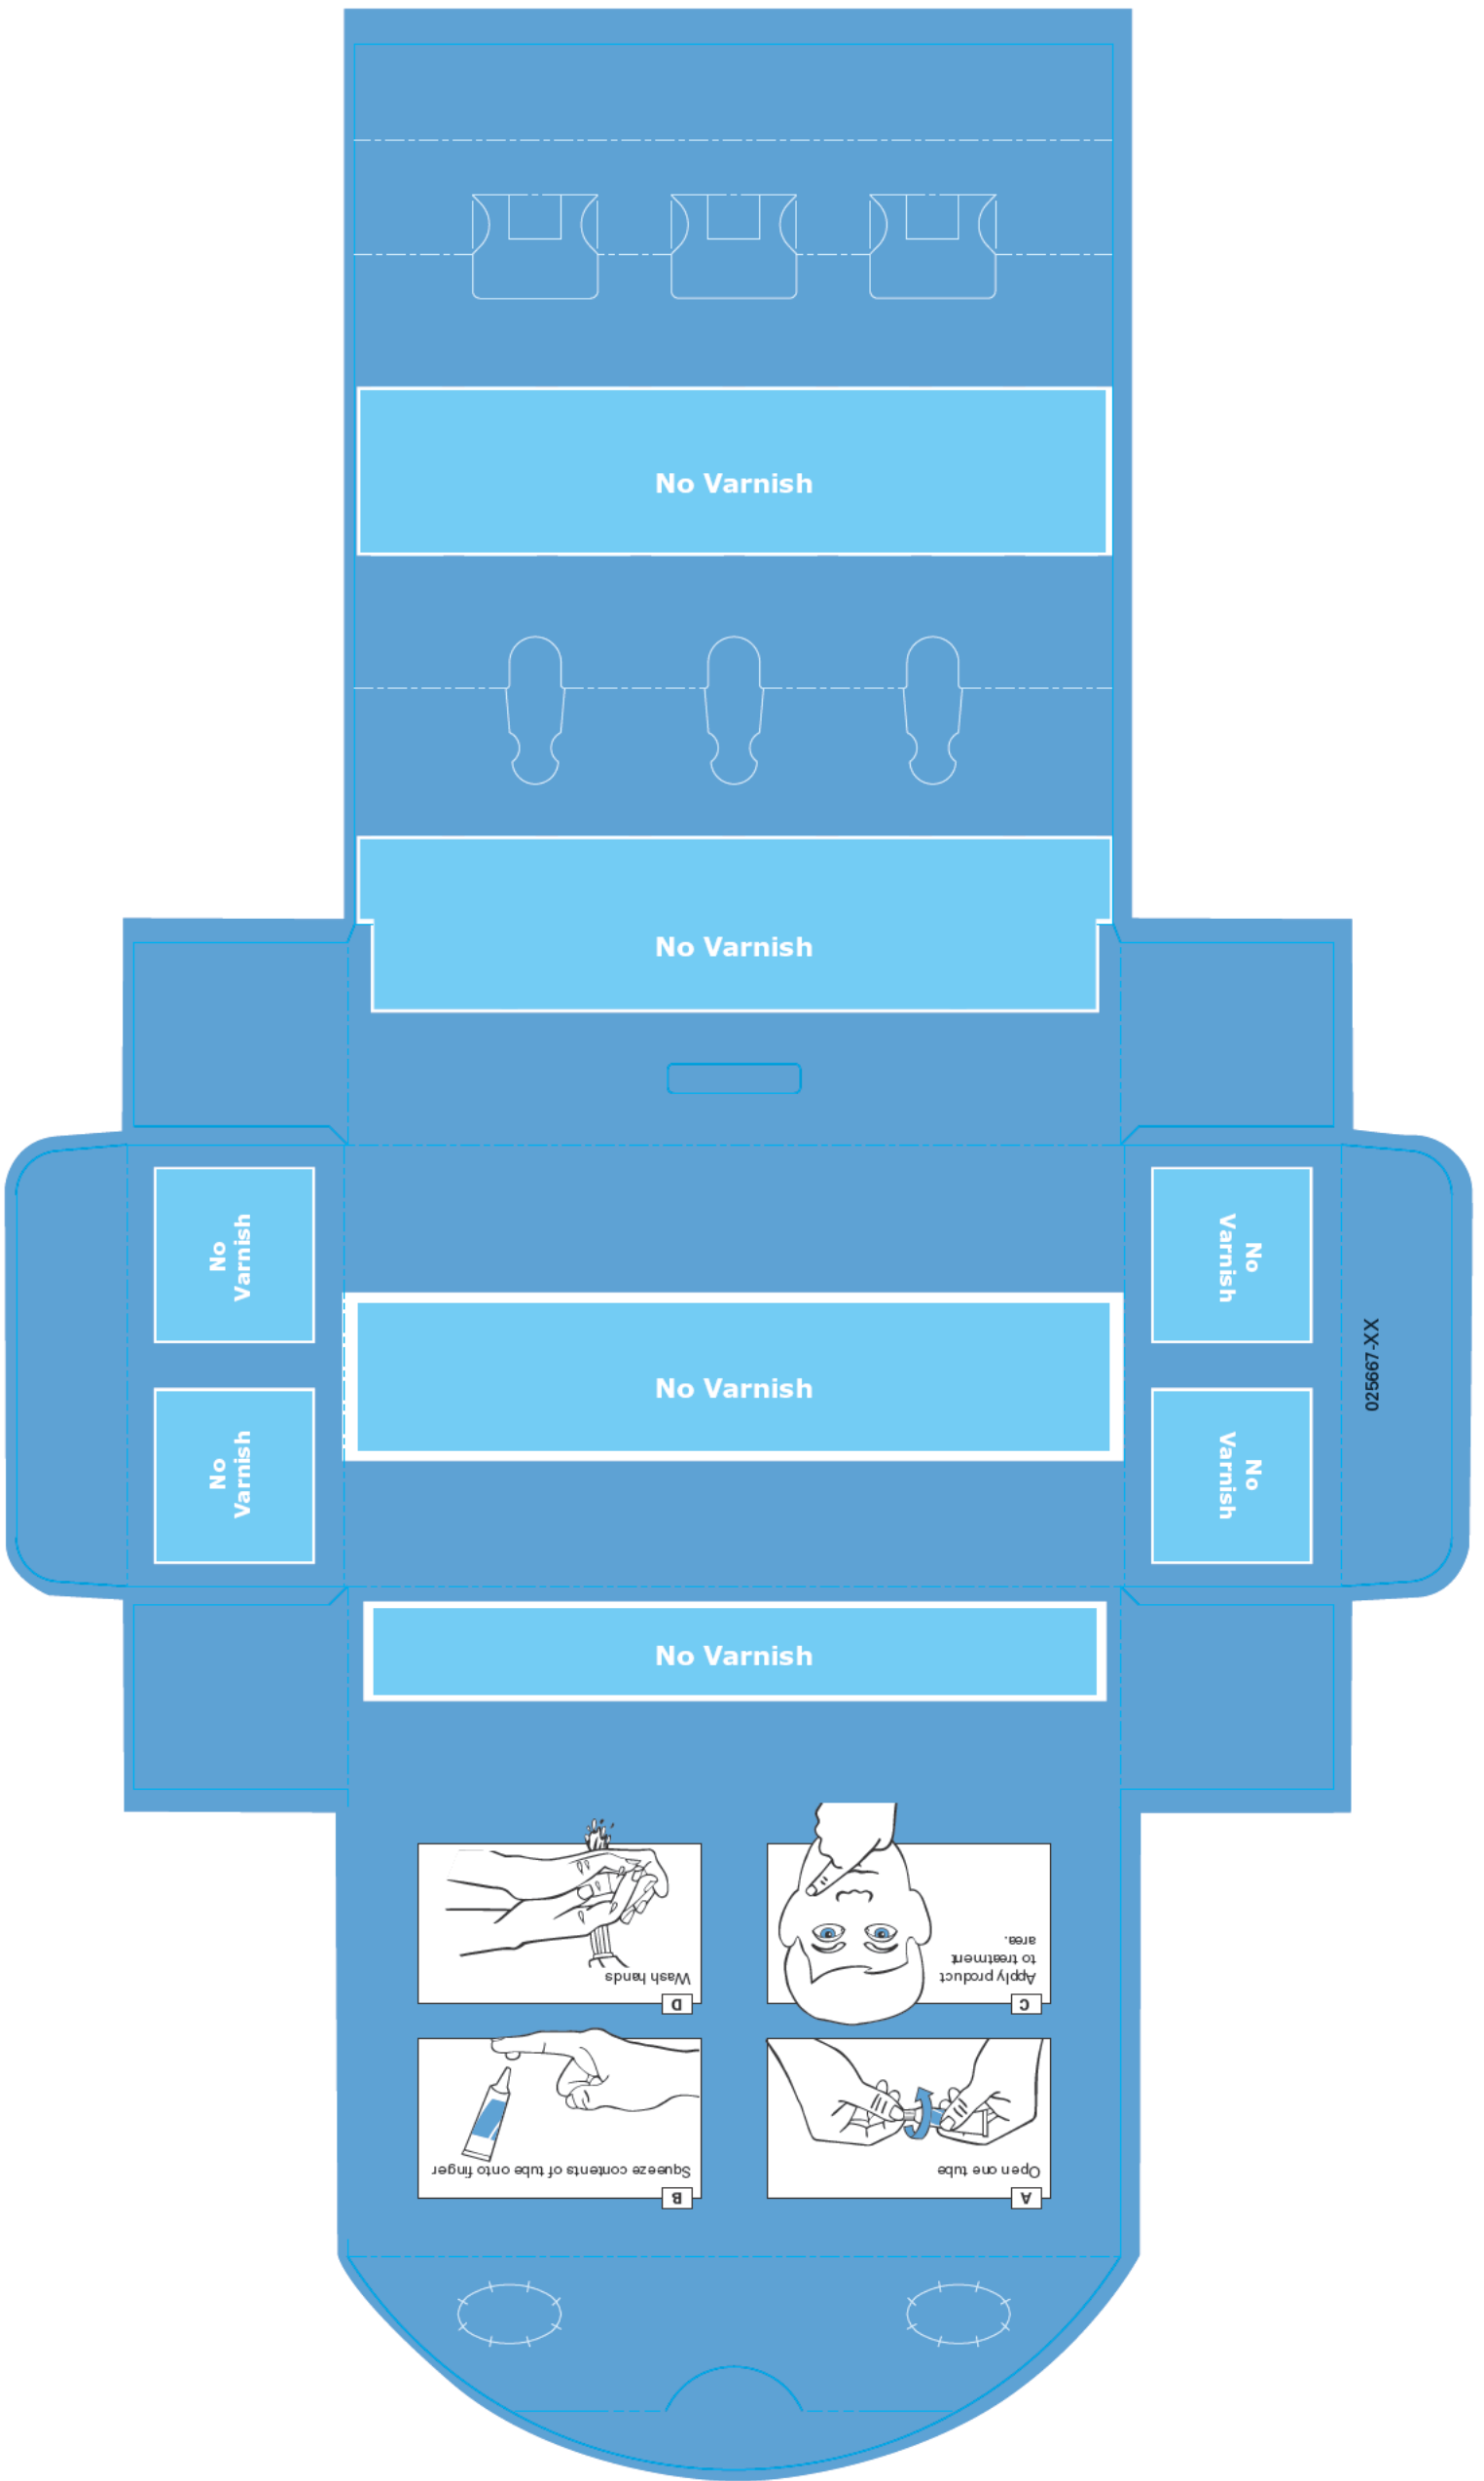 No Varnish
No Varnish
No
Varnish
No
Varnish
No Varnish
No
Varnish
No
Varnish
025667-XX
No Varnish
A
Open one tube
B
Squeeze contents of tube onto finger
C
Apply product
to treatment
area.
D
Wash hands